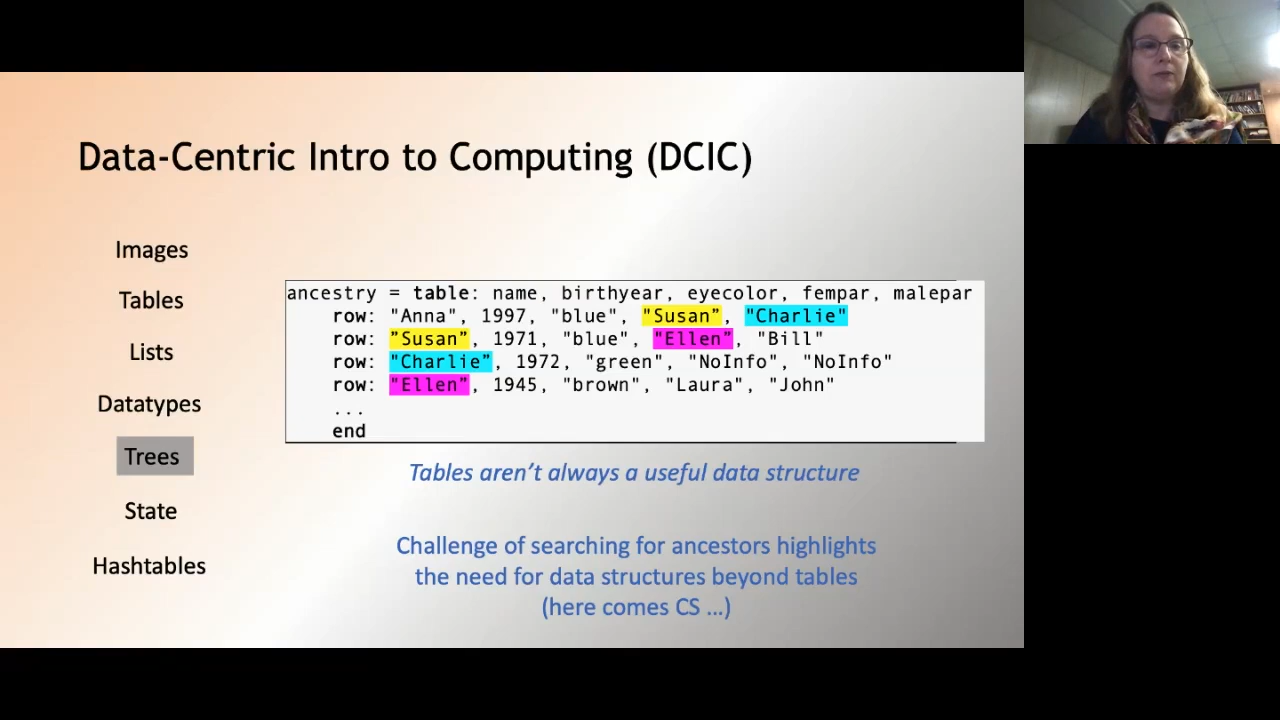 Data-Centric Intro to Computing (DCIC)
Images
Tables
Lists
Datatypes
Trees
State
Hashtables
ancestry = table: name, birthyear, eyecolor, fempar, malepar
row: "Anna", 1997, "blue", "Susan”, "Charlie"
row: ”Susan”, 1971, "blue", "Ellen”, "Bill"
row: "Charlie”, 1972, "green", "NoInfo", "NoInfo"
row: "Ellen”, 1945, "brown", "Laura", "John"
...
end
Tables aren’t always a useful data structure
Challenge of searching for ancestors highlights
the need for data structures beyond tables
(here comes CS ...)